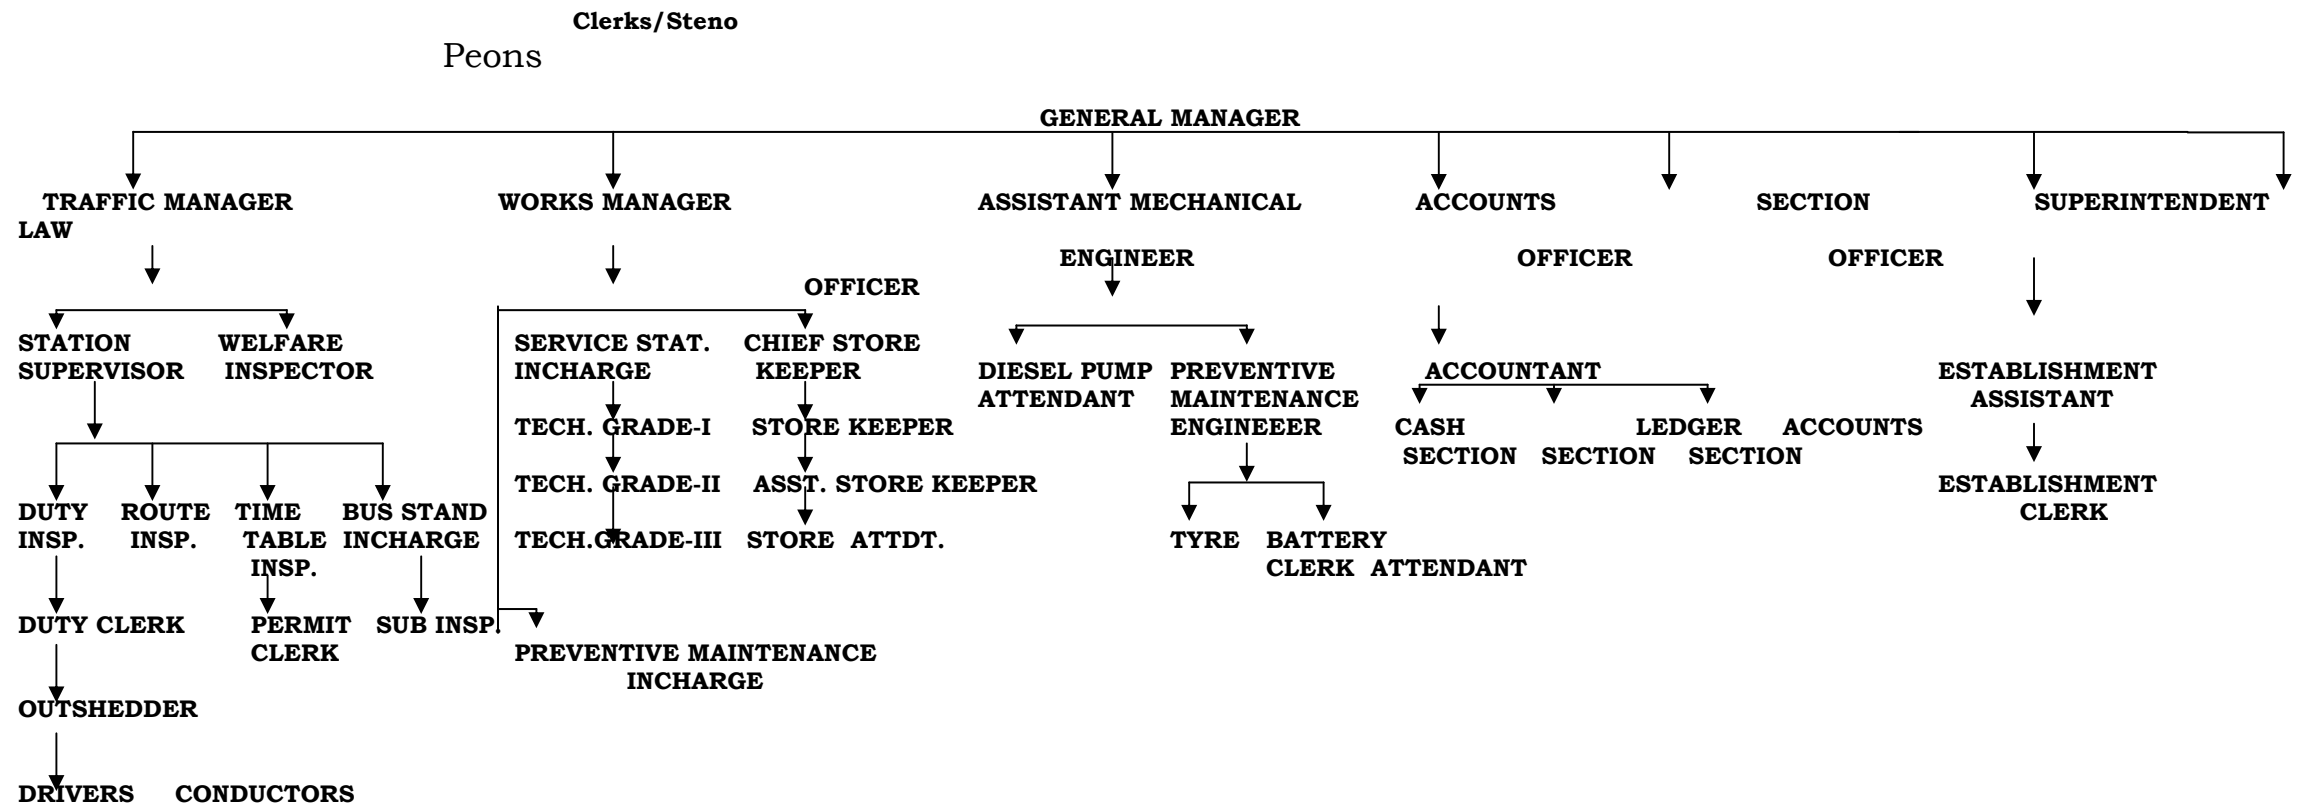 Clerks/Steno
Peons
GENERAL MANAGER
TRAFFIC MANAGER WORKS MANAGER ASSISTANT MECHANICAL ACCOUNTS SECTION SUPERINTENDENT
LAW
ENGINEER OFFICER OFFICER
OFFICER
STATION WELFARE SERVICE STAT. CHIEF STORE
SUPERVISOR INSPECTOR INCHARGE KEEPER DIESEL PUMP PREVENTIVE ACCOUNTANT ESTABLISHMENT
ATTENDANT MAINTENANCE ASSISTANT
TECH. GRADE-I STORE KEEPER ENGINEEER CASH LEDGER ACCOUNTS
SECTION SECTION SECTION
TECH. GRADE-II ASST. STORE KEEPER ESTABLISHMENT
DUTY ROUTE TIME BUS STAND CLERK
INSP. INSP. TABLE INCHARGE TECH.GRADE-III STORE ATTDT. TYRE BATTERY
INSP. CLERK ATTENDANT
DUTY CLERK PERMIT SUB INSP.
CLERK PREVENTIVE MAINTENANCE
INCHARGE
OUTSHEDDER
DRIVERS CONDUCTORS